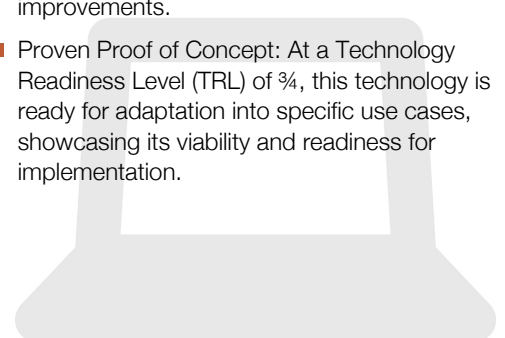 improvements.
Proven Proof of Concept: At a Technology
Readiness Level (TRL) of ¾, this technology is
ready for adaptation into specific use cases,
showcasing its viability and readiness for
implementation.